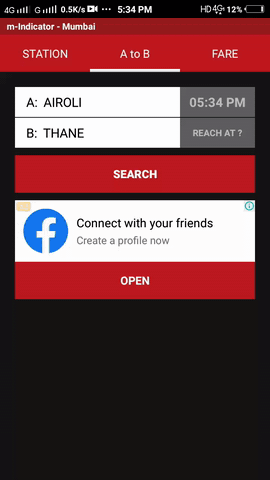 4G G 0.5K/s ... 5:34 PM HD 4G 12%
m-Indicator - Mumbai
STATION A to B FARE
A: AIROLI 05:34 PM
B: THANE REACH AT ?
SEARCH
Connect with your friends
Create a profile now
OPEN